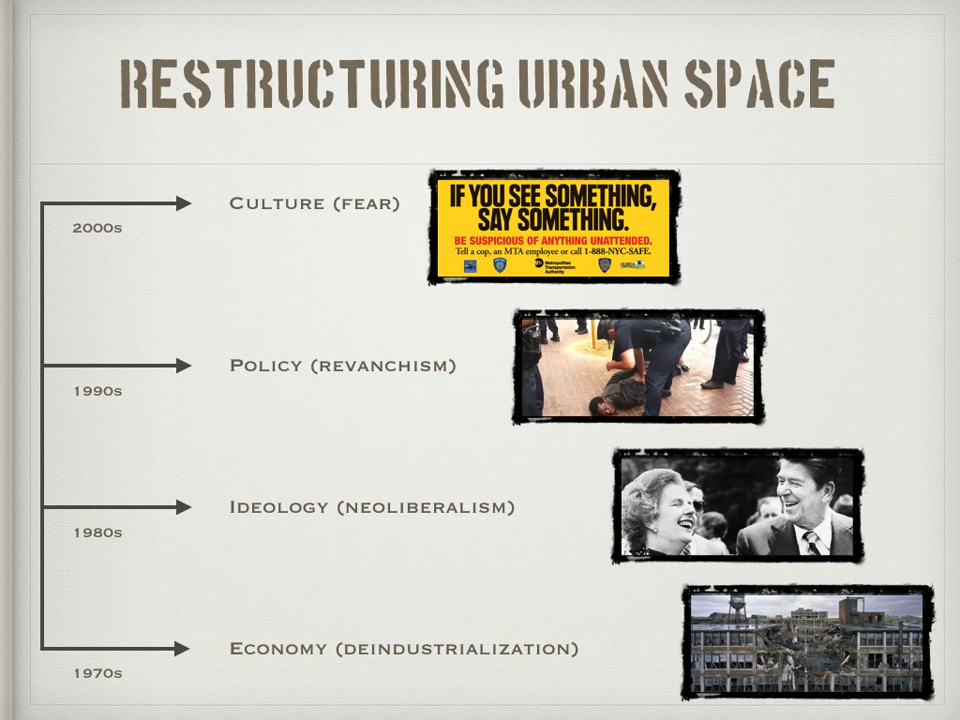 RESTRUCTURING URBAN SPACE
CULTURE (FEAR)
2000S
IF YOU SEE SOMETHING,
SAY SOMETHING.
BE SUSPICIOUS OF ANYTHING UNATTENDED.
Tell a cop, an MTA employee or call 1-888-NYC-SAFE.
Metropolitan
Transportation
Authority
POLICY (REVANCHISM)
1990S
IDEOLOGY (NEOLIBERALISM)
1980S
ECONOMY (DEINDUSTRIALIZATION)
1970S